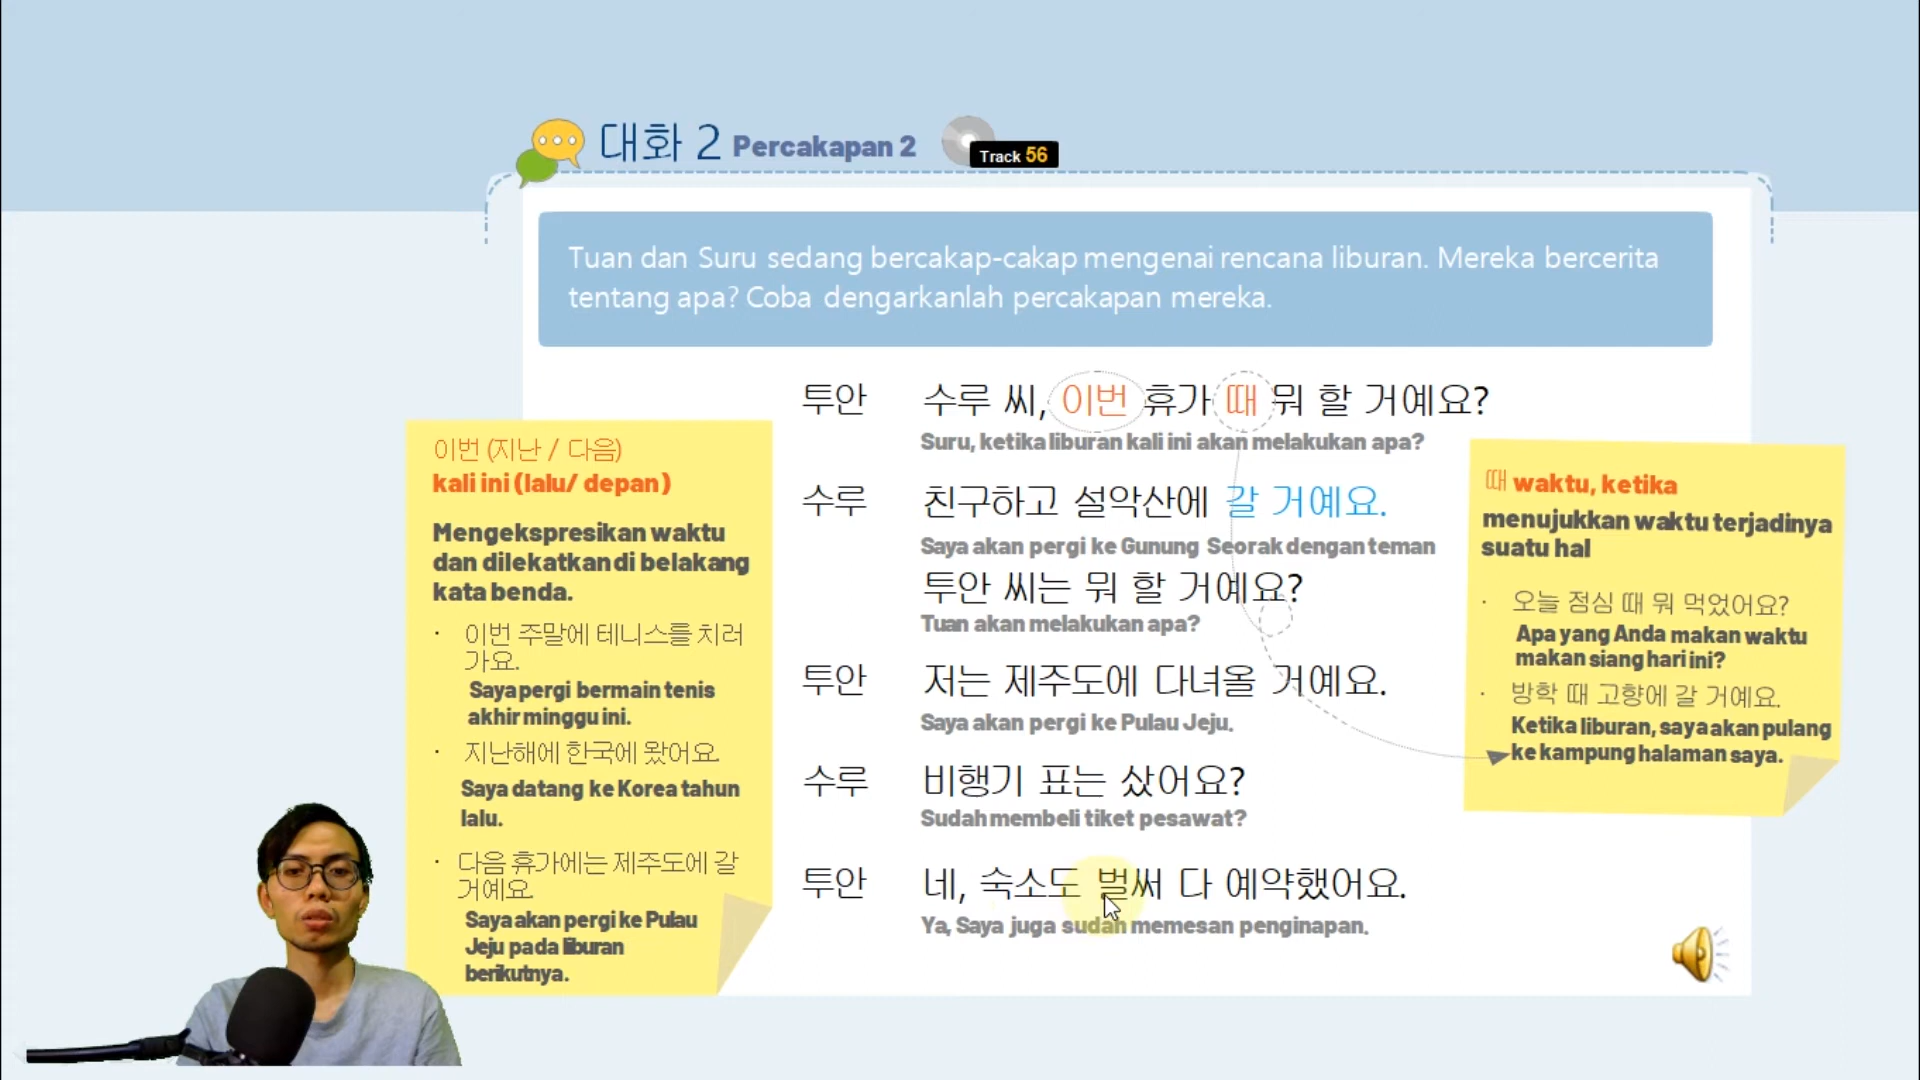 대화 2 Percakapan 2
Track 56
Tuan dan Suru sedang bercakap-cakap mengenai rencana liburan. Mereka bercerita
tentang apa? Coba dengarkanlah percakapan mereka.
투안 수루 씨, 이번 휴가 때 뭐 할 거예요?
Suru, ketika liburan kali ini akan melakukan apa?
수루 친구하고 설악산에 갈 거예요.
Saya akan pergi ke Gunung Seorak dengan teman
투안 씨는 뭐 할 거예요?
Tuan akan melakukan apa?
투안 저는 제주도에 다녀올 거예요.
Saya akan pergi ke Pulau Jeju.
수루 비행기 표는 샀어요?
Sudah membeli tiket pesawat?
투안 네, 숙소도 벌써 다 예약했어요.
Ya, Saya juga sudah memesan penginapan.
이번 (지난 / 다음)
kali ini (lalu/ depan)
Mengekspresikan waktu
dan dilekatkan di belakang
kata benda.
· 이번 주말에 테니스를 치러
가요.
Saya pergi bermain tenis
akhir minggu ini.
· 지난해에 한국에 왔어요.
Saya datang ke Korea tahun
lalu.
· 다음 휴가에는 제주도에 갈
거예요.
Saya akan pergi ke Pulau
Jeju pada liburan
berikutnya.
때 waktu, ketika
menujukkan waktu terjadinya
suatu hal
· 오늘 점심 때 뭐 먹었어요?
Apa yang Anda makan waktu
makan siang hari ini?
· 방학 때 고향에 갈 거예요.
Ketika liburan, saya akan pulang
ke kampung halaman saya.